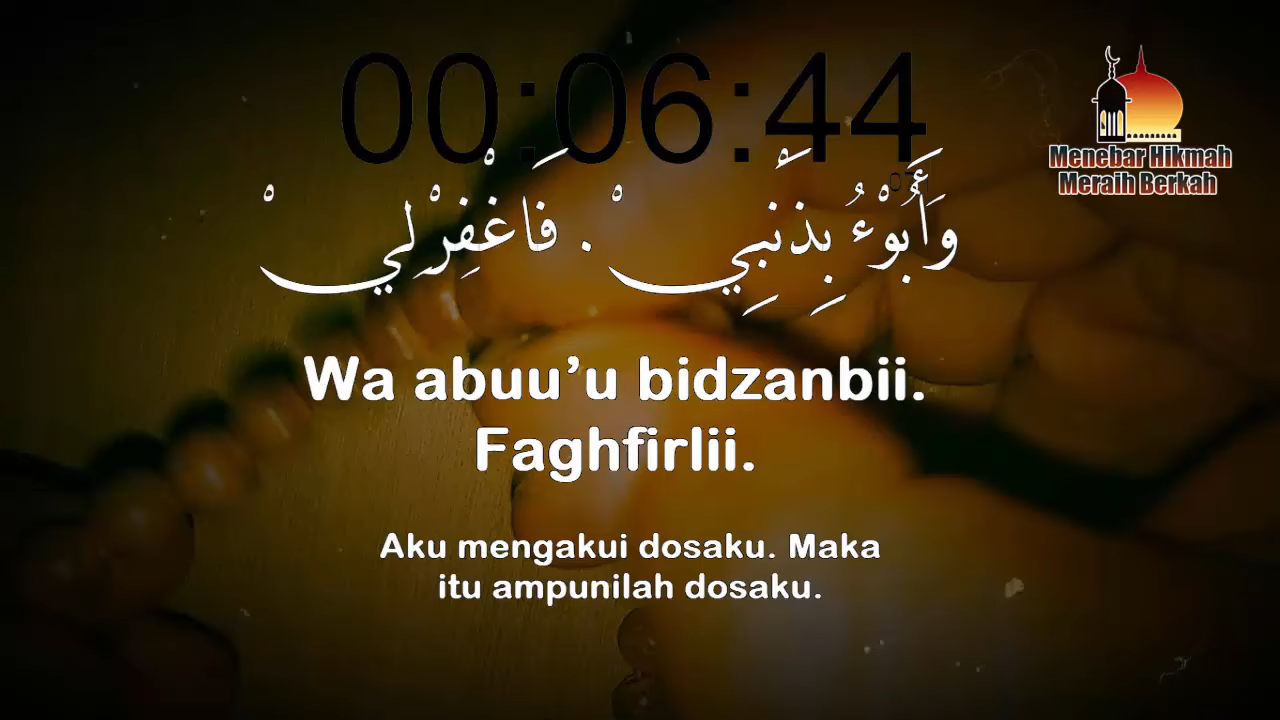 00:06:44
Menebar Hikmah
Meraih Berkah
وَأَبُوْءُ بِذَنْبِيْ . فَاغْفِرْلِيْ
Wa abuu’u bidzanbii.
Faghfirlii.
Aku mengakui dosaku. Maka
itu ampunilah dosaku.